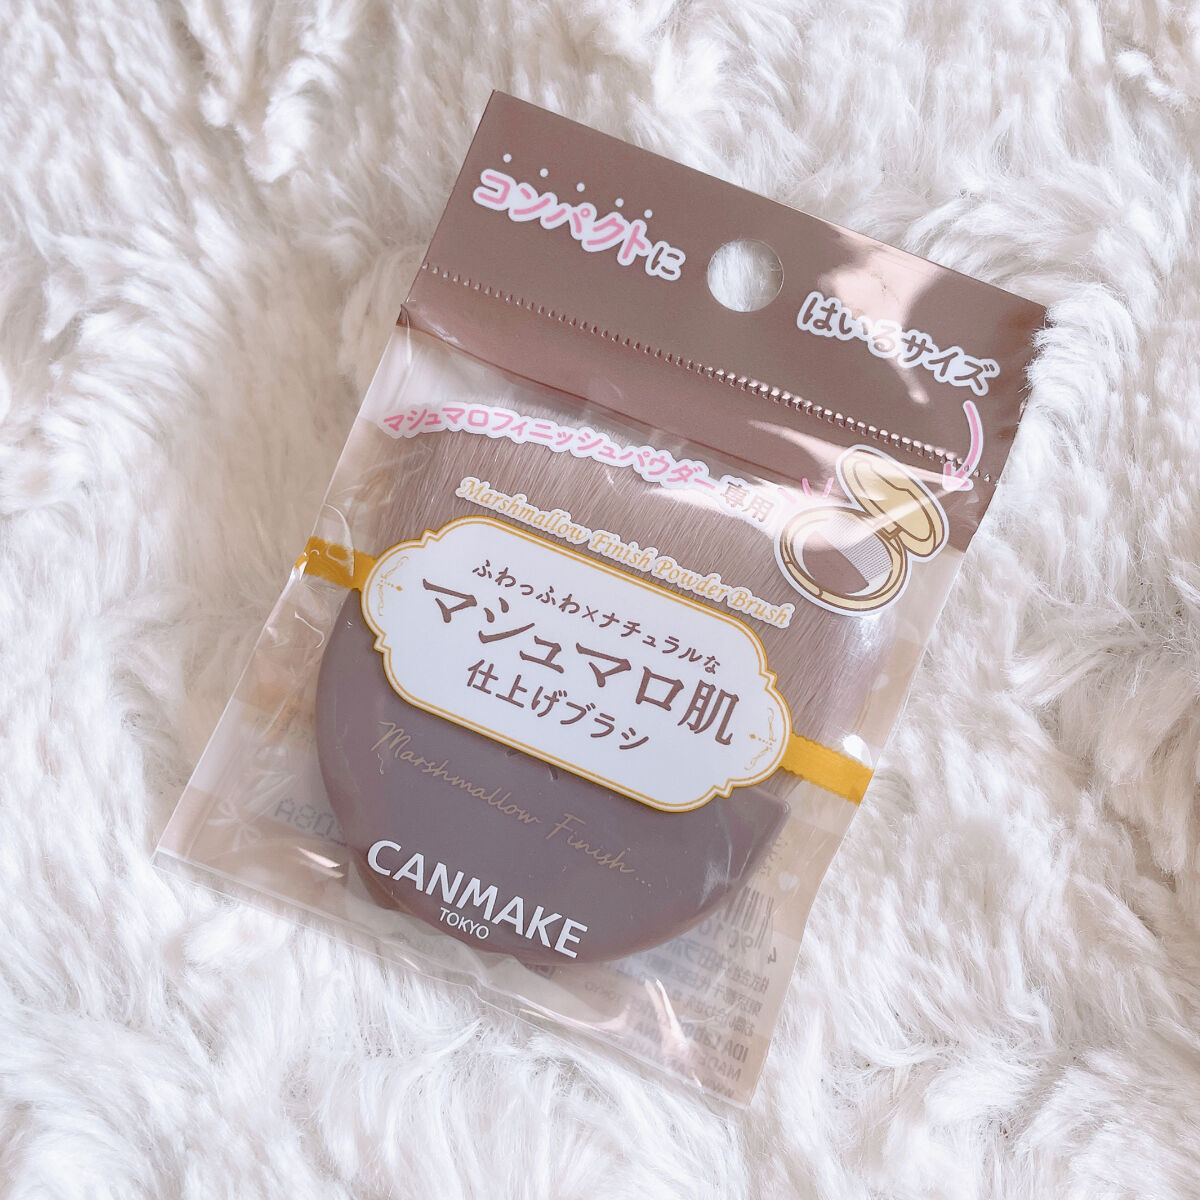 コンパクトに
はいるサイズ
マシュマロフィニッシュパウダー 専用
Marshmallow Finish Powder Brush
ふわっふわ×ナチュラルな
マシュマロ肌
仕上げブラシ
Marshmallow Finish...
CANMAKE
TOKYO